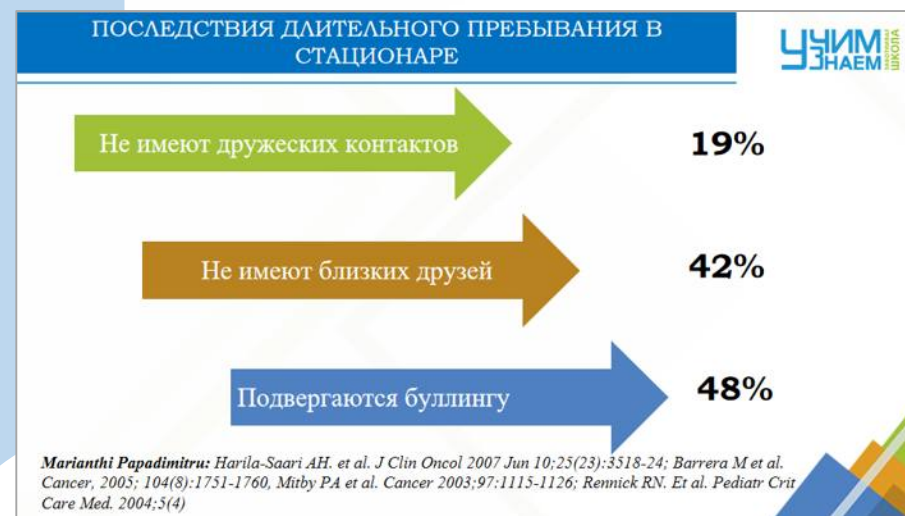 ПОСЛЕДСТВИЯ ДЛИТЕЛЬНОГО ПРЕБЫВАНИЯ В
СТАЦИОНАРЕ
УЧИМ
ЗНАЕМ
ШКОЛА
Не имеют дружеских контактов
19%
Не имеют близких друзей
42%
Подвергаются буллингу
48%
Marianthi Papadimitru: Harila-Saari AH. et al. J Clin Oncol 2007 Jun 10;25(23):3518-24; Barrera M et al.
Cancer, 2005; 104(8):1751-1760, Mitby PA et al. Cancer 2003;97:1115-1126; Rennick RN. Et al. Pediatr Crit
Care Med. 2004;5(4)